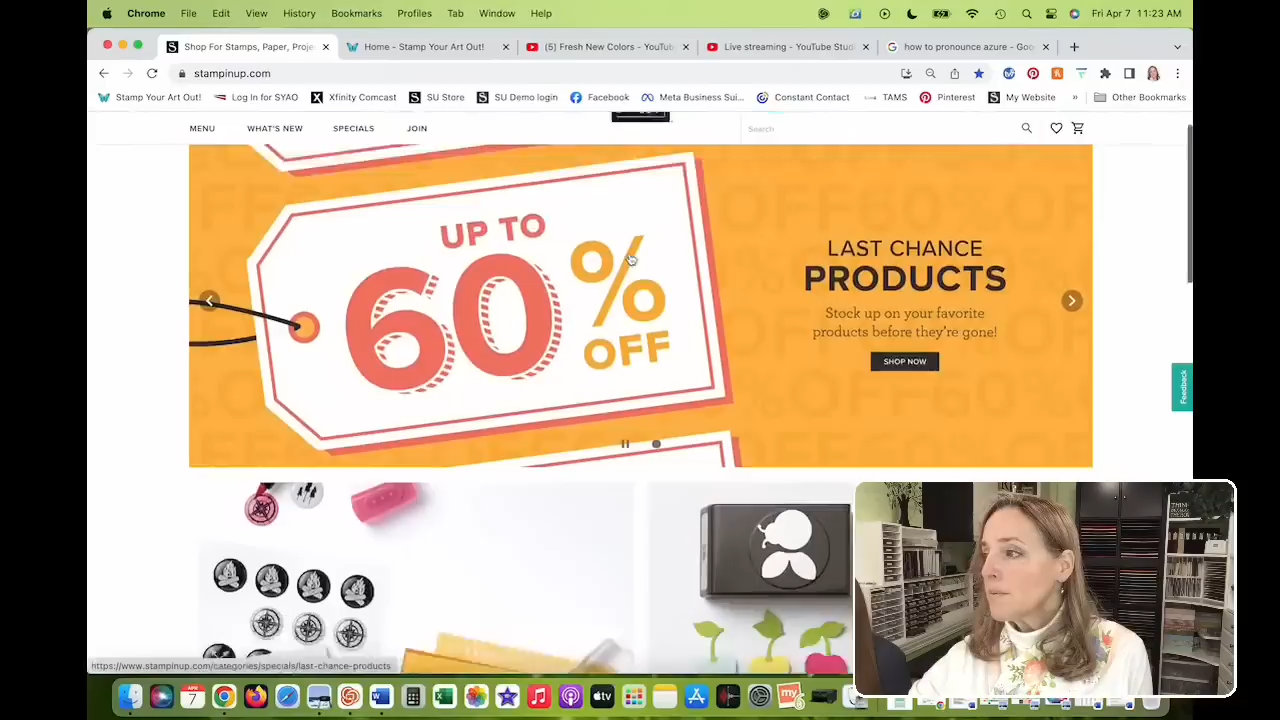 Chrome File Edit View History Bookmarks Profiles Tab Window Help Fri Apr 7 11:23 AM
Shop For Stamps, Paper, Projec Home - Stamp Your Art Out! (5) Fresh New Colors - YouTub Live streaming - YouTube Studi how to pronounce azure - Goo
stampinup.com
Stamp Your Art Out! Log In for SYAO Xfinity Comcast SU Store SU Demo login Facebook Meta Business Sui... Constant Contact TAMS Pinterest My Website » Other Bookmarks
MENU WHAT'S NEW SPECIALS JOIN Search
UP TO
60%
OFF
LAST CHANCE
PRODUCTS
Stock up on your favorite
products before they're gone!
SHOP NOW
Feedback
https://www.stampinup.com/categories/specials/last-chance-products
APR
7